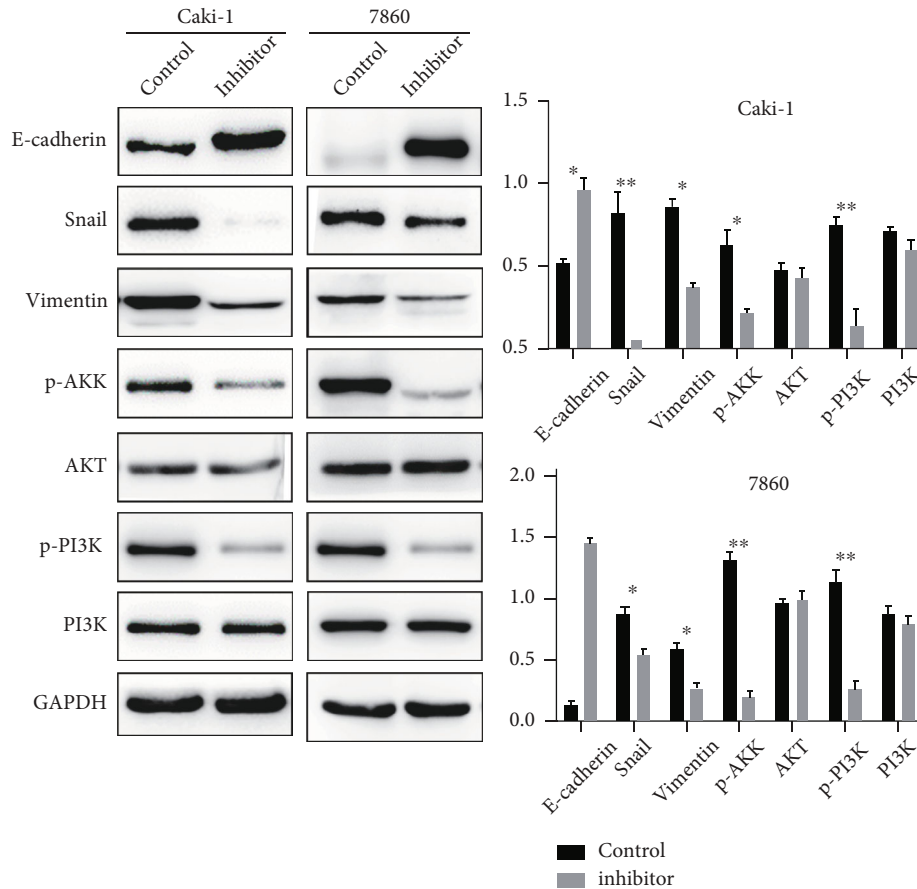 Caki-1 7860
Control Inhibitor Control Inhibitor
E-cadherin
Snail
Vimentin
p-AKK
AKT
p-PI3K
PI3K
GAPDH
Caki-1
1.5
1.0
0.5
0.5
* ** * * **
E-cadherin Snail Vimentin p-AKK AKT p-PI3K PI3K
7860
2.0
1.5
1.0
0.5
0.0
* * ** **
E-cadherin Snail Vimentin p-AKK AKT p-PI3K PI3K
Control
inhibitor